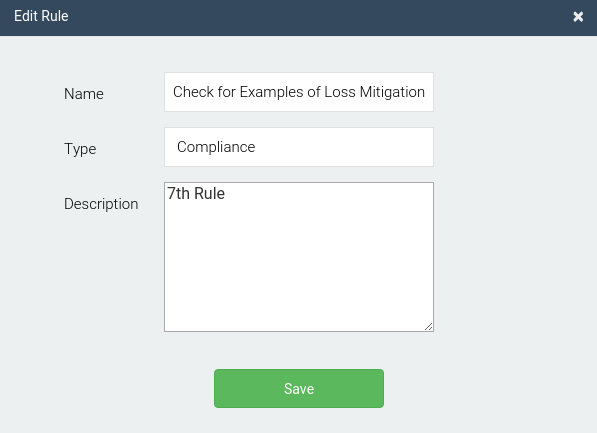 Edit Rule
Name
Check for Examples of Loss Mitigation
Type
Compliance
Description
7th Rule
Save